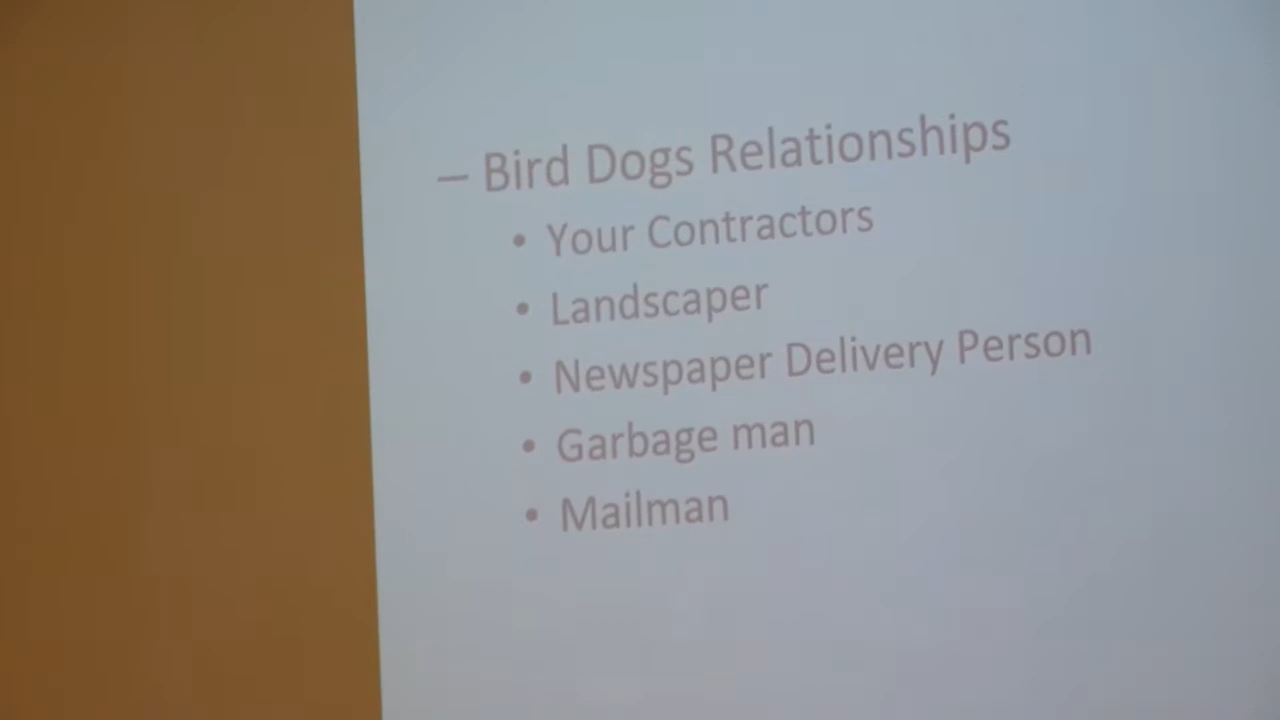 – Bird Dogs Relationships
• Your Contractors
• Landscaper
• Newspaper Delivery Person
• Garbage man
• Mailman